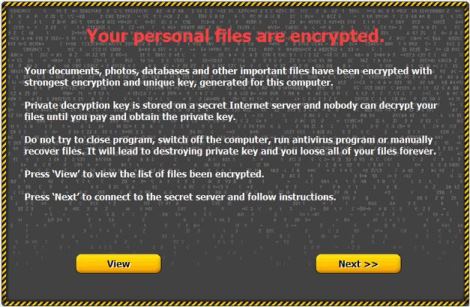 Your personal files are encrypted.
Your documents, photos, databases and other important files have been encrypted with
strongest encryption and unique key, generated for this computer.
Private decryption key is stored on a secret Internet server and nobody can decrypt your
files until you pay and obtain the private key.
Do not try to close program, switch off the computer, run antivirus program or manually
recover files. It will lead to destroying private key and you loose all of your files forever.
Press 'View' to view the list of files been encrypted.
Press 'Next' to connect to the secret server and follow instructions.
View
Next >>